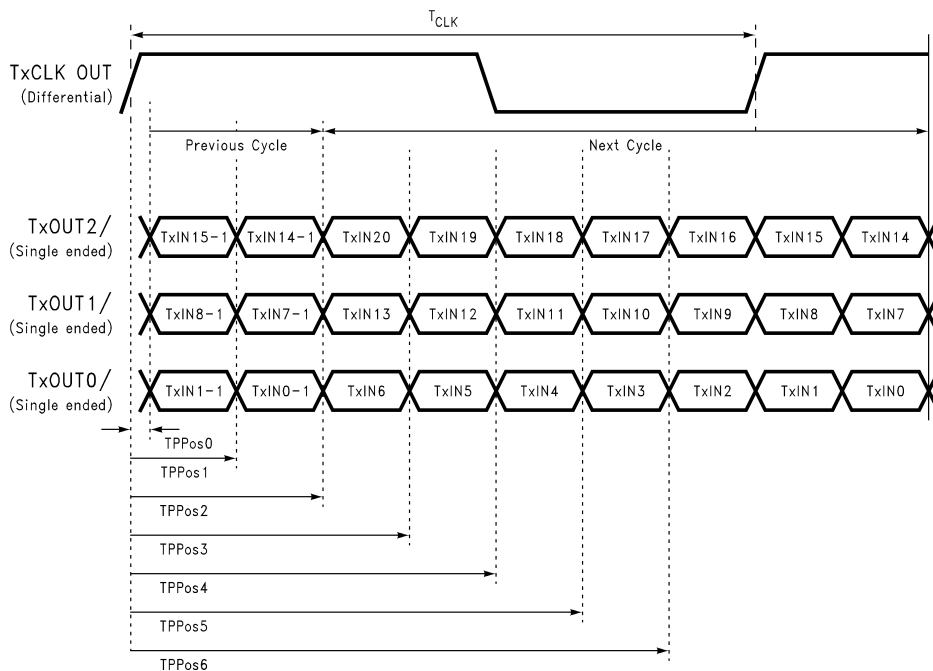 TCLK
TxCLK OUT
(Differential)
Previous Cycle
Next Cycle
TxOUT2/
(Single ended)
TxIN15-1 TxIN14-1 TxIN20 TxIN19 TxIN18 TxIN17 TxIN16 TxIN15 TxIN14
TxOUT1/
(Single ended)
TxIN8-1 TxIN7-1 TxIN13 TxIN12 TxIN11 TxIN10 TxIN9 TxIN8 TxIN7
TxOUT0/
(Single ended)
TxIN1-1 TxIN0-1 TxIN6 TxIN5 TxIN4 TxIN3 TxIN2 TxIN1 TxIN0
TPPos0
TPPos1
TPPos2
TPPos3
TPPos4
TPPos5
TPPos6